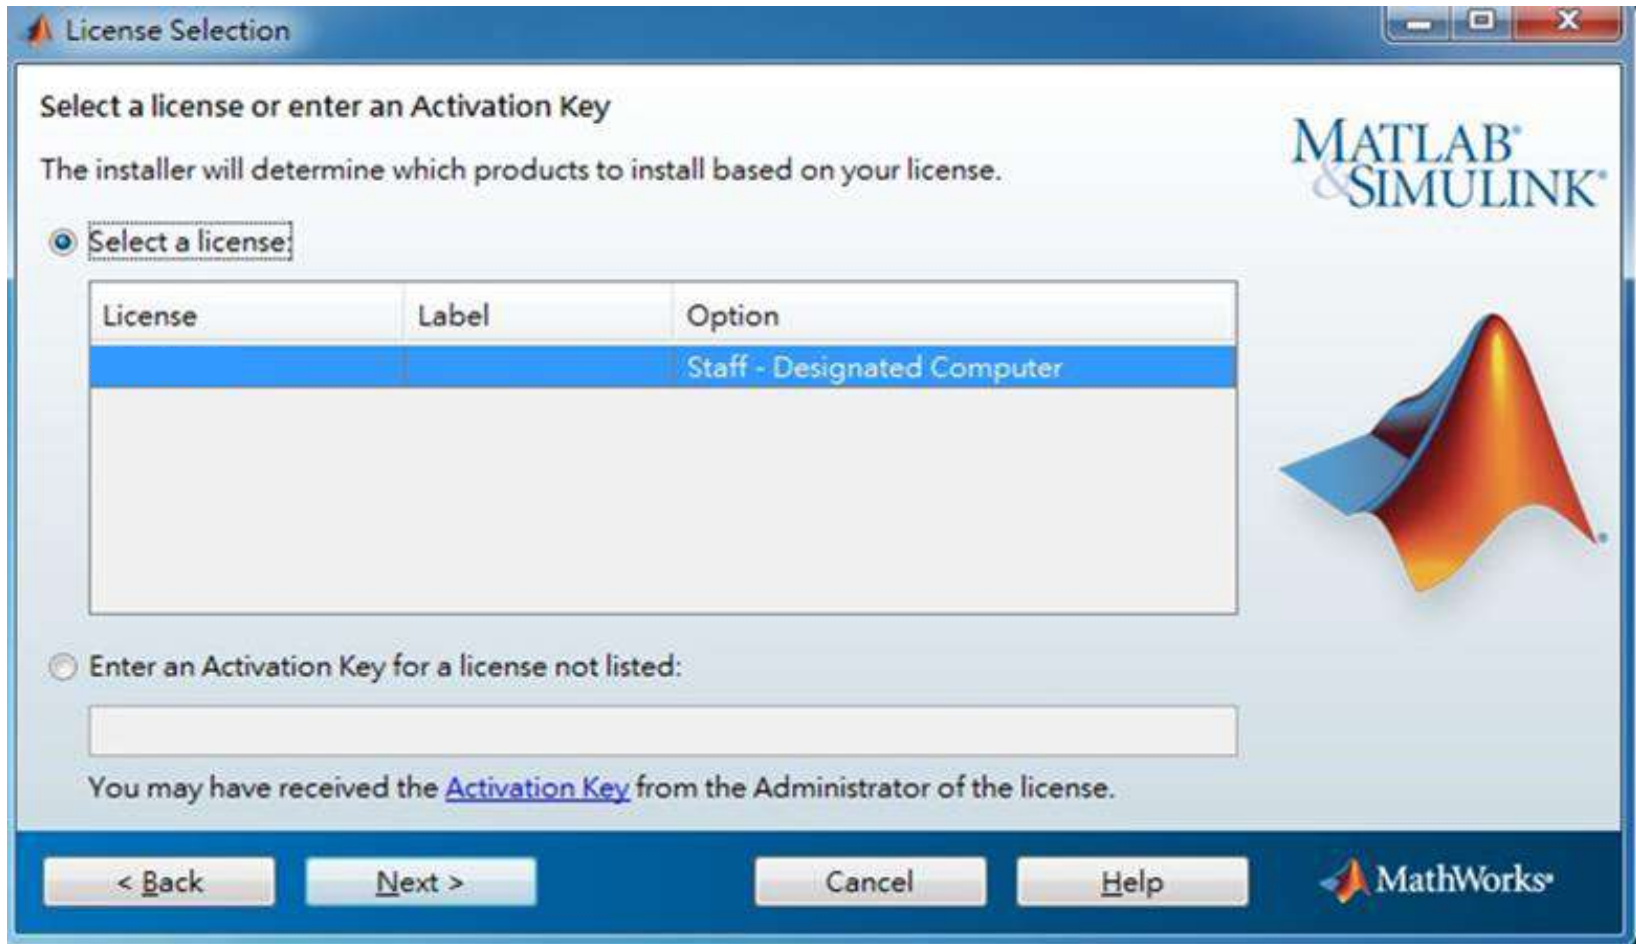 License Selection
Select a license or enter an Activation Key
The installer will determine which products to install based on your license.
MATLAB®
&SIMULINK®
Select a license:
License Label Option
Staff - Designated Computer
Enter an Activation Key for a license not listed:
You may have received the Activation Key from the Administrator of the license.
< Back Next > Cancel Help MathWorks®